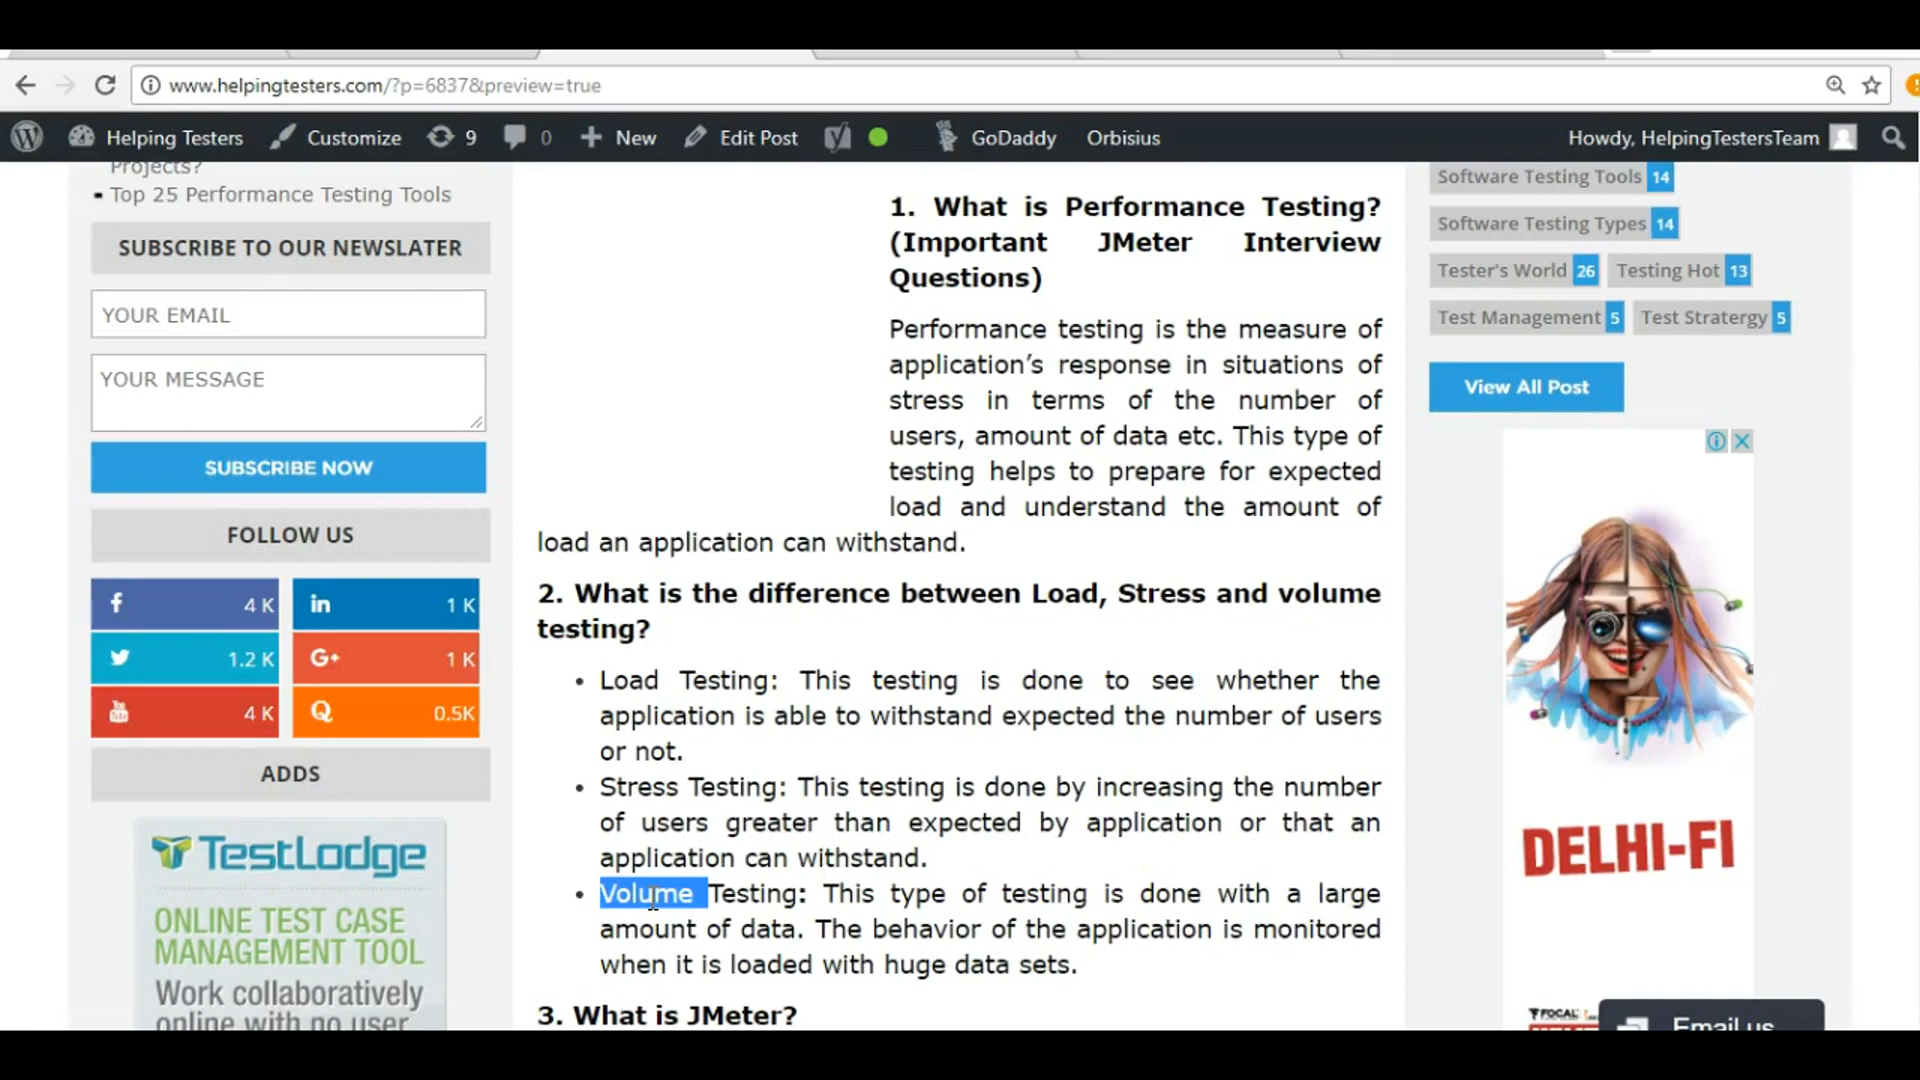 www.helpingtesters.com/?p=6837&preview=true
Helping Testers Customize 9 0 New Edit Post GoDaddy Orbisius Howdy, HelpingTestersTeam
Projects?
Top 25 Performance Testing Tools
SUBSCRIBE TO OUR NEWSLATER
YOUR EMAIL
YOUR MESSAGE
SUBSCRIBE NOW
FOLLOW US
f 4 K in 1 K
1.2 K G+ 1 K
You Tube 4 K Q 0.5K
ADDS
TestLodge
ONLINE TEST CASE
MANAGEMENT TOOL
Work collaboratively
online with no user
1. What is Performance Testing?
(Important JMeter Interview
Questions)
Performance testing is the measure of
application’s response in situations of
stress in terms of the number of
users, amount of data etc. This type of
testing helps to prepare for expected
load and understand the amount of
load an application can withstand.
2. What is the difference between Load, Stress and volume
testing?
• Load Testing: This testing is done to see whether the
application is able to withstand expected the number of users
or not.
• Stress Testing: This testing is done by increasing the number
of users greater than expected by application or that an
application can withstand.
• Volume Testing: This type of testing is done with a large
amount of data. The behavior of the application is monitored
when it is loaded with huge data sets.
3. What is JMeter?
Software Testing Tools 14
Software Testing Types 14
Tester's World 26 Testing Hot 13
Test Management 5 Test Stratergy 5
View All Post
DELHI-FI
FOCAL
Email us